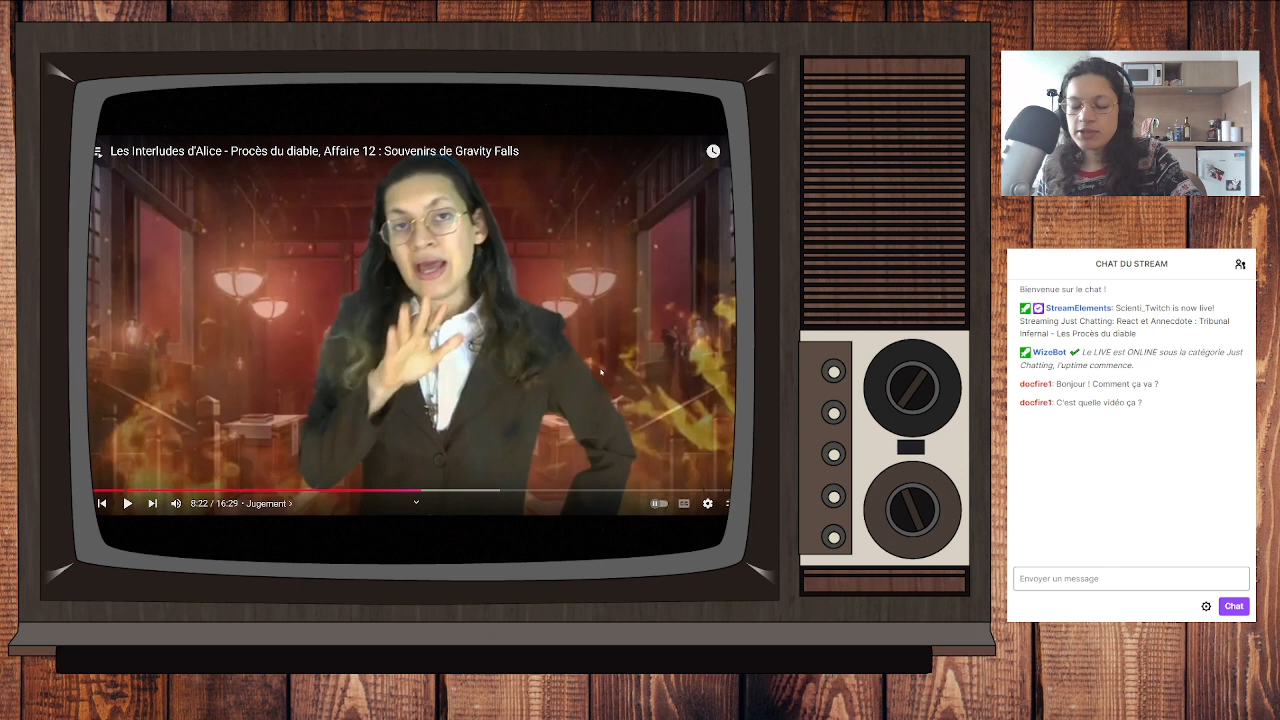 Les Interludes d'Alice - Procès du diable, Affaire 12 : Souvenirs de Gravity Falls
8:22 / 16:29 • Jugement ›
Disney
CHAT DU STREAM
Bienvenue sur le chat !
StreamElements: Scienti_Twitch is now live!
Streaming Just Chatting: React et Annecdote : Tribunal
Infernal - Les Procès du diable
WizeBot Le LIVE est ONLINE sous la catégorie Just
Chatting, l'uptime commence.
docfire1: Bonjour ! Comment ça va ?
docfire1: C'est quelle vidéo ça ?
Envoyer un message
Chat